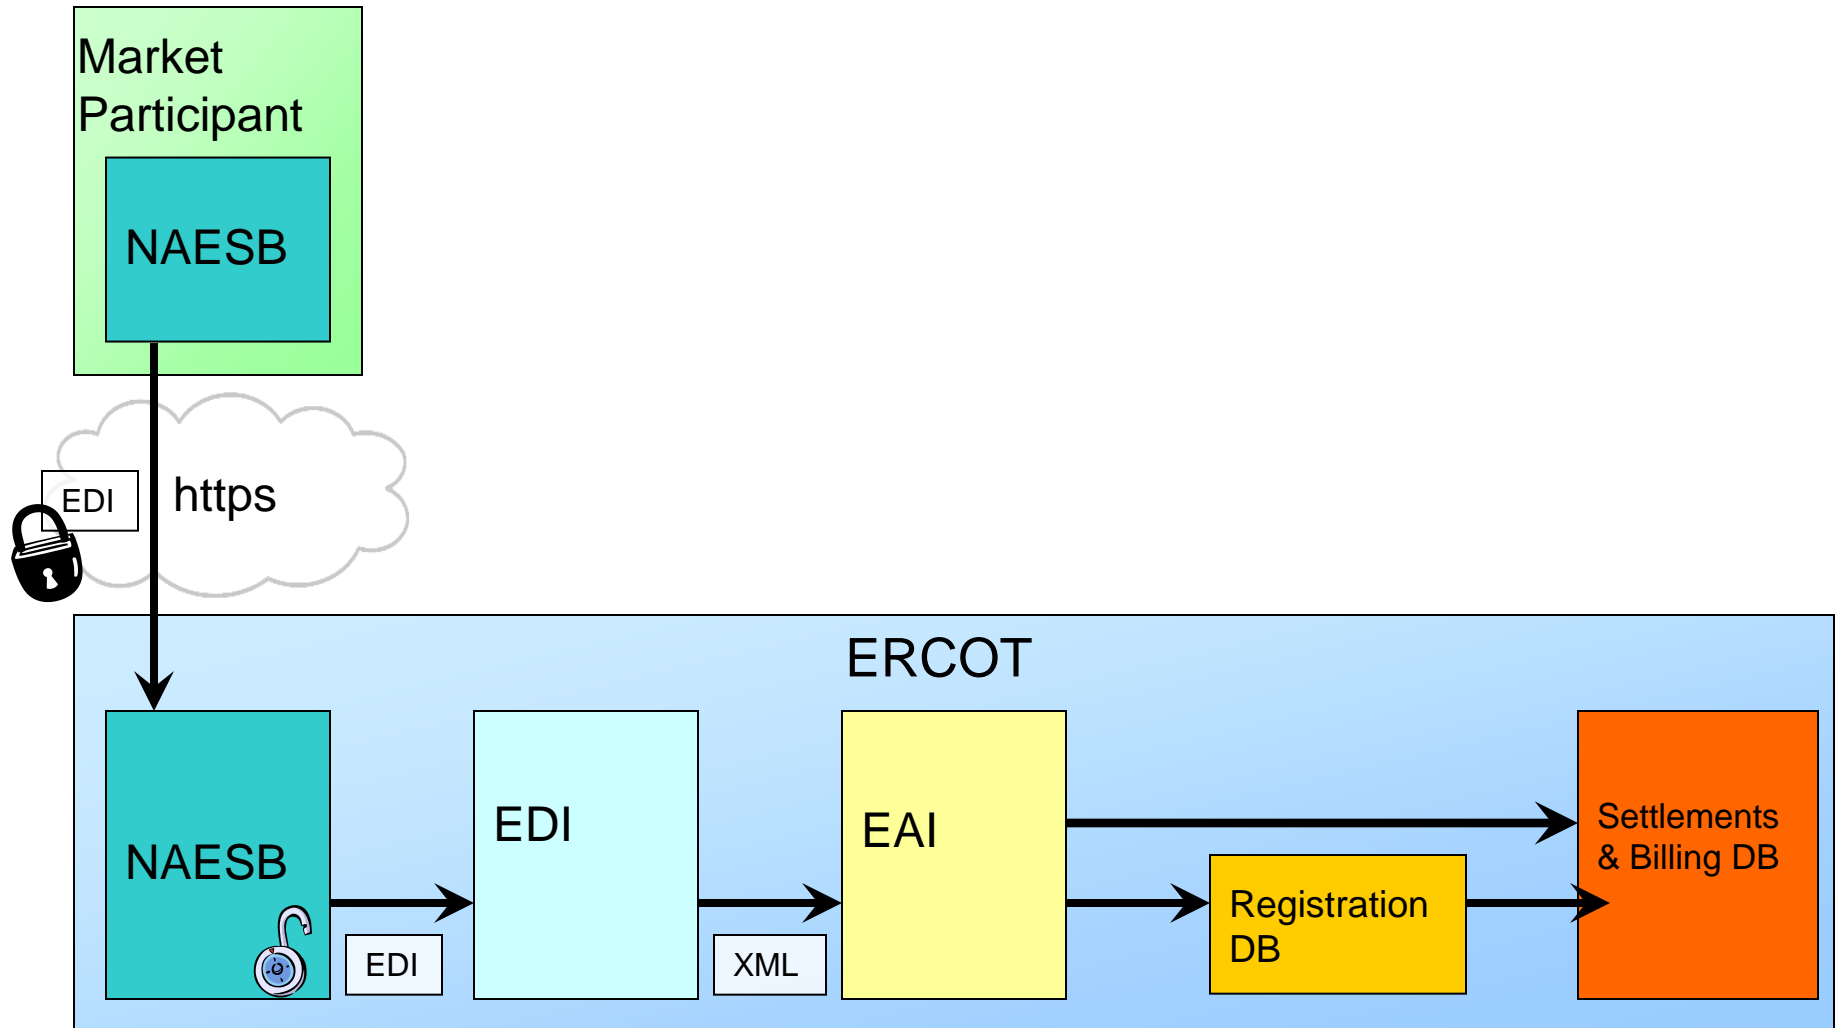 Market
Participant
NAESB
EDI
https
ERCOT
NAESB
EDI
EDI
XML
EAI
Registration
DB
Settlements
& Billing DB